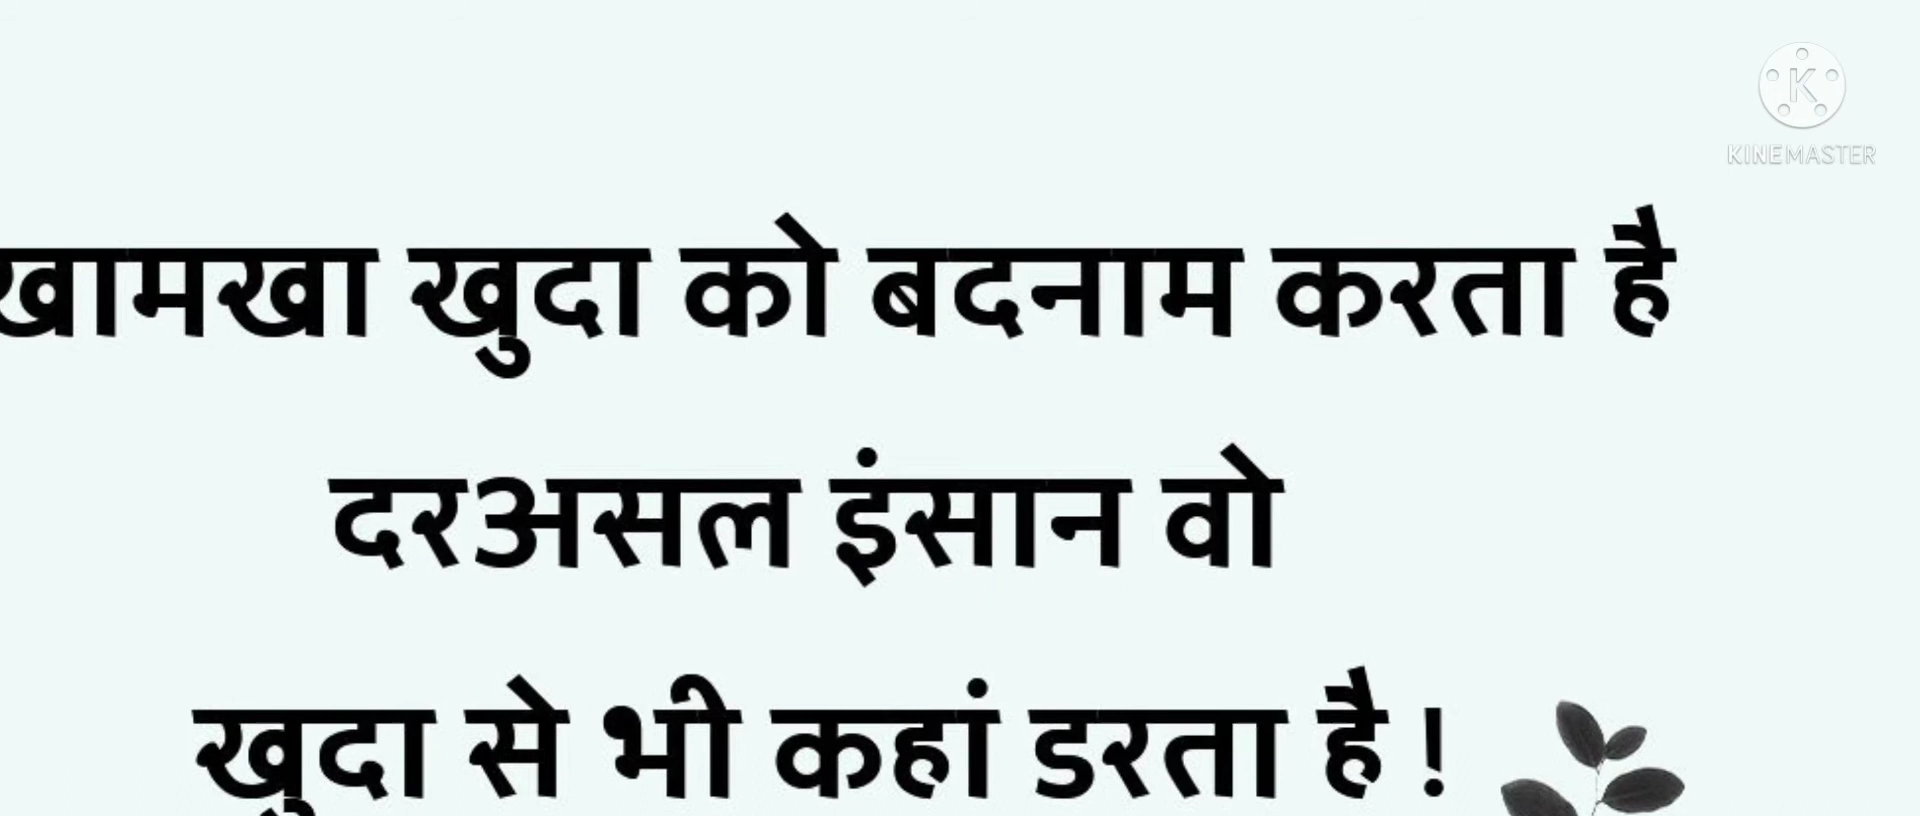 KINEMASTER
खामखा खुदा को बदनाम करता है
दरअसल इंसान वो
खुदा से भी कहां डरता है !